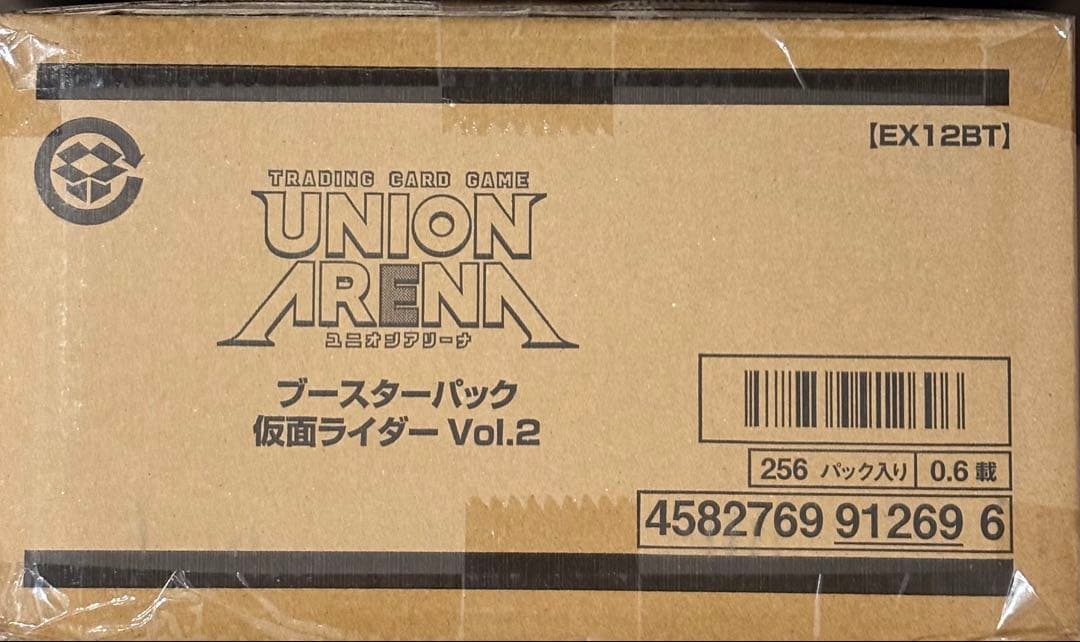 【EX12BT】
TRADING CARD GAME
UNION
ARENA
ユニオンアリーナ
ブースターパック
仮面ライダー Vol.2
256 パック入り 0.6 載
4582769 91269 6